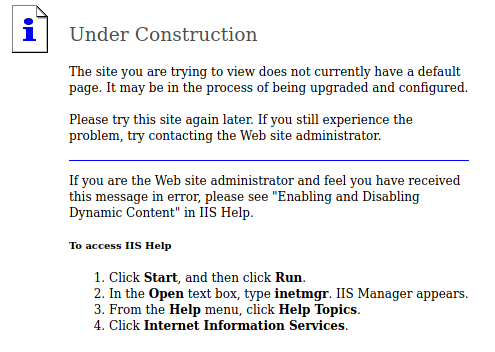 Under Construction
The site you are trying to view does not currently have a default
page. It may be in the process of being upgraded and configured.
Please try this site again later. If you still experience the
problem, try contacting the Web site administrator.
If you are the Web site administrator and feel you have received
this message in error, please see "Enabling and Disabling
Dynamic Content" in IIS Help.
To access IIS Help
1. Click Start, and then click Run.
2. In the Open text box, type inetmgr. IIS Manager appears.
3. From the Help menu, click Help Topics.
4. Click Internet Information Services.